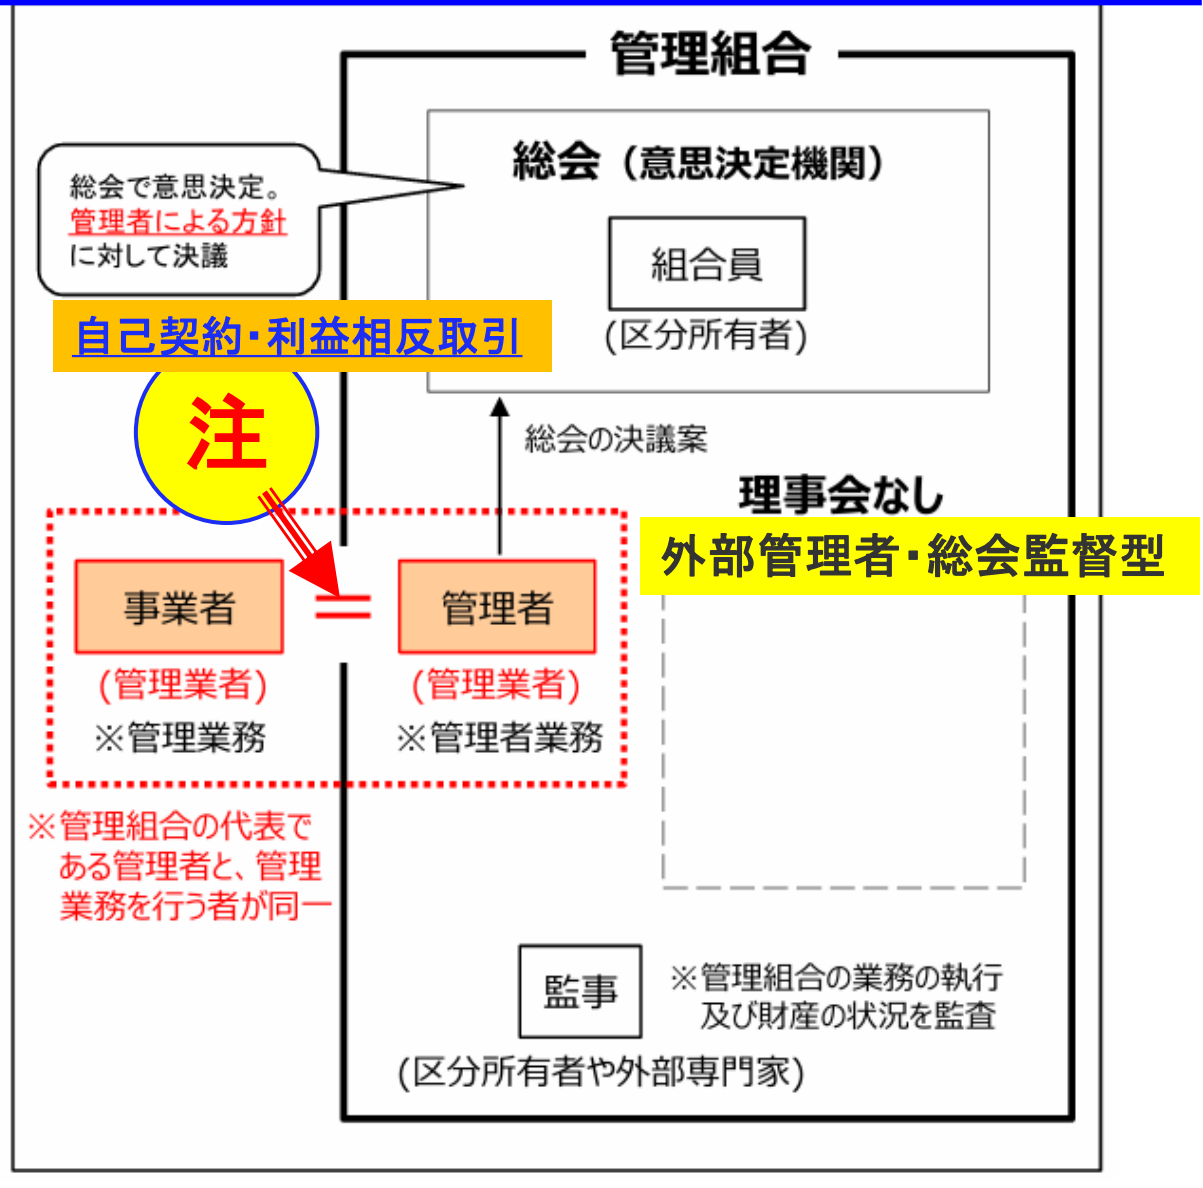 管理組合
総会（意思決定機関）
総会で意思決定。
管理者による方針
に対して決議
組合員
(区分所有者)
自己契約・利益相反取引
注
総会の決議案
理事会なし
外部管理者・総会監督型
事業者
＝
管理者
(管理業者)
(管理業者)
※管理業務
※管理者業務
※管理組合の代表で
ある管理者と、管理
業務を行う者が同一
監事
※管理組合の業務の執行
及び財産の状況を監査
(区分所有者や外部専門家)